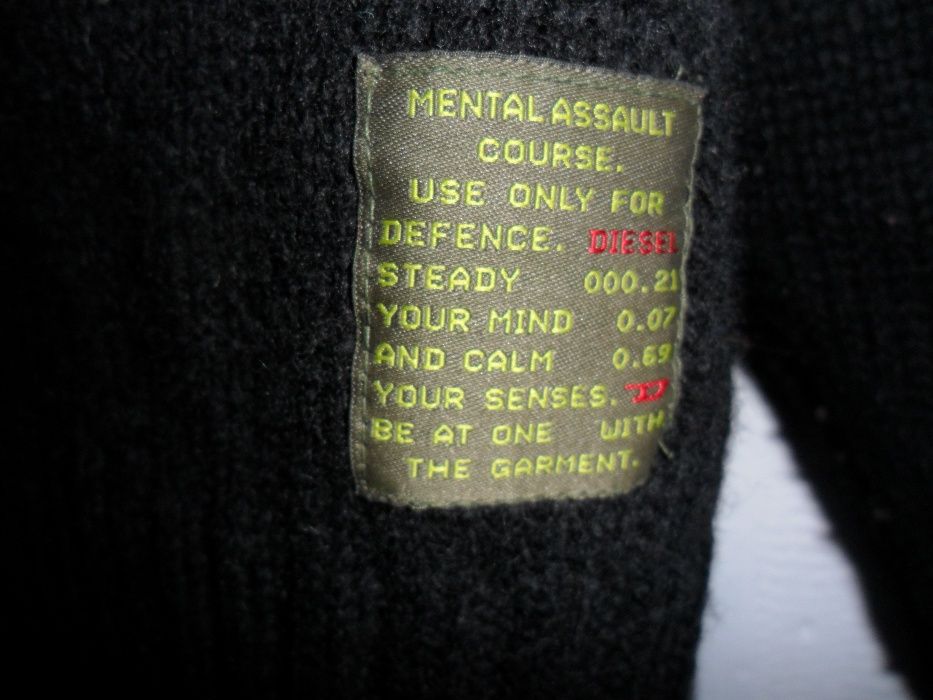 MENTAL ASSAULT
COURSE.
USE ONLY FOR
DEFENCE. DIESEL
STEADY 000.21
YOUR MIND 0.07
AND CALM 0.69
YOUR SENSES. D
BE AT ONE WITH
THE GARMENT.